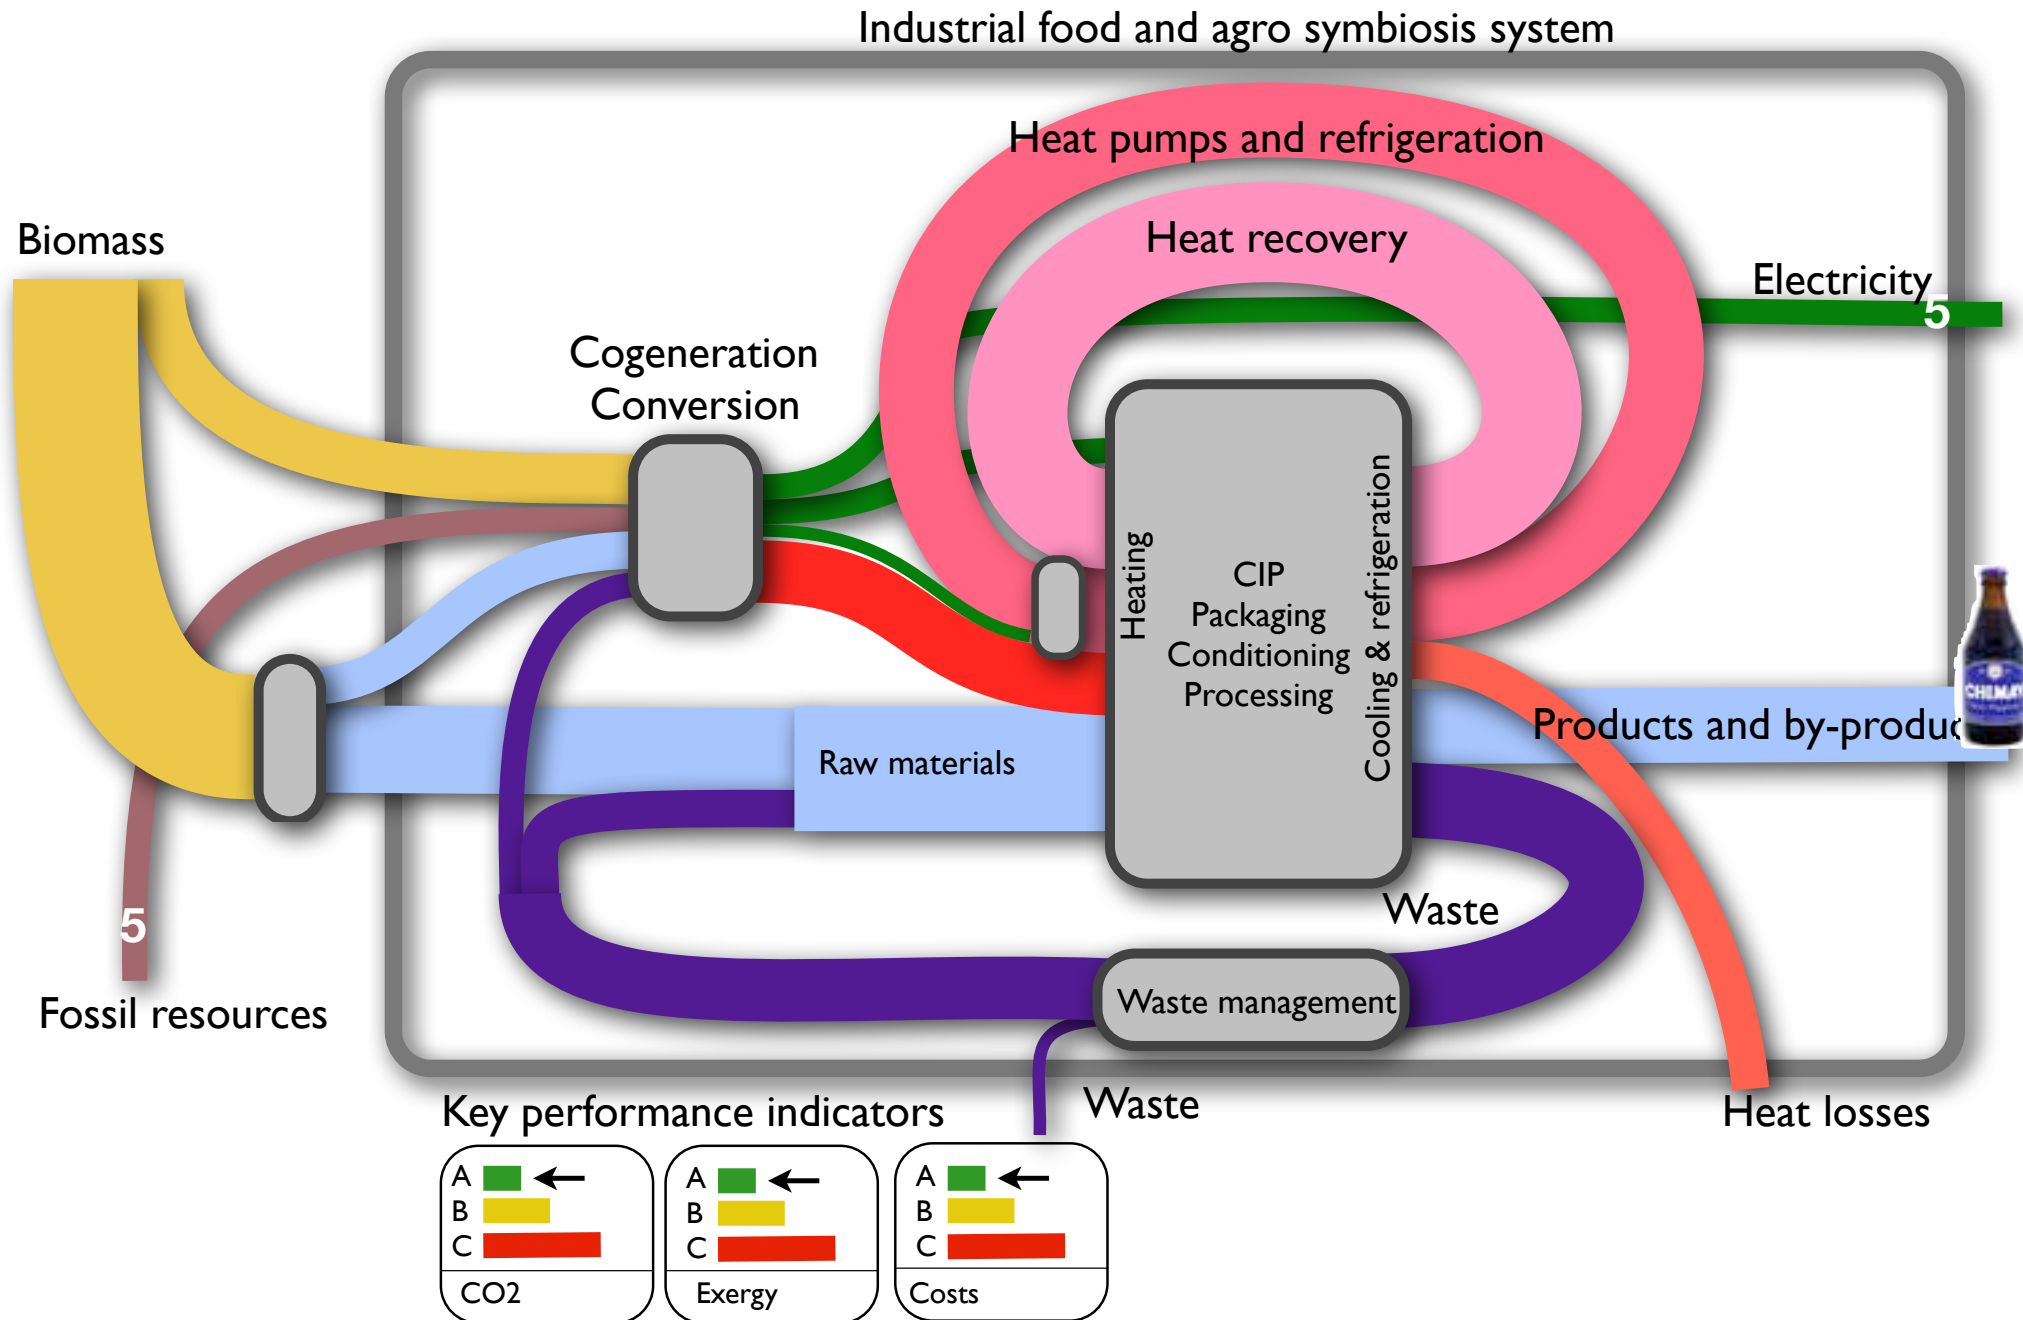 Industrial food and agro symbiosis system
Heat pumps and refrigeration
Heat recovery
Biomass
Electricity
5
Cogeneration
Conversion
Heating
CIP
Packaging
Conditioning
Processing
Cooling & refrigeration
Raw materials
Products and by-produc
CHIMAY
Waste
5
Fossil resources
Waste management
Waste
Heat losses
Key performance indicators
A
B
C
CO2
A
B
C
Exergy
A
B
C
Costs